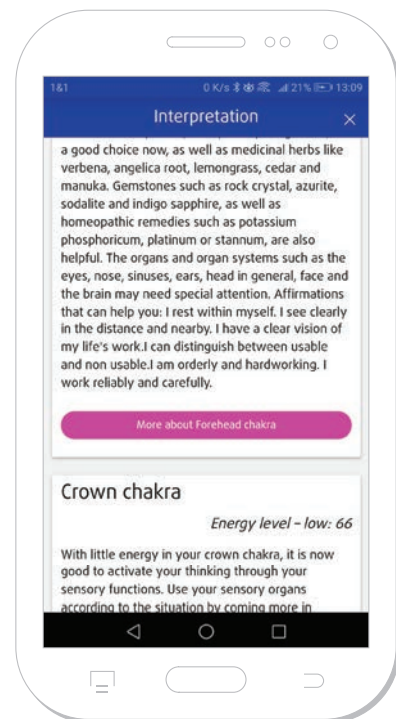 1&1 0 K/s 21% 13:09
Interpretation ×
a good choice now, as well as medicinal herbs like
verbena, angelica root, lemongrass, cedar and
manuka. Gemstones such as rock crystal, azurite,
sodalite and indigo sapphire, as well as
homeopathic remedies such as potassium
phosphoricum, platinum or stannum, are also
helpful. The organs and organ systems such as the
eyes, nose, sinuses, ears, head in general, face and
the brain may need special attention. Affirmations
that can help you: I rest within myself. I see clearly
in the distance and nearby. I have a clear vision of
my life's work.I can distinguish between usable
and non usable.I am orderly and hardworking. I
work reliably and carefully.
More about Forehead chakra
Crown chakra
Energy level – low: 66
With little energy in your crown chakra, it is now
good to activate your thinking through your
sensory functions. Use your sensory organs
according to the situation by coming more in